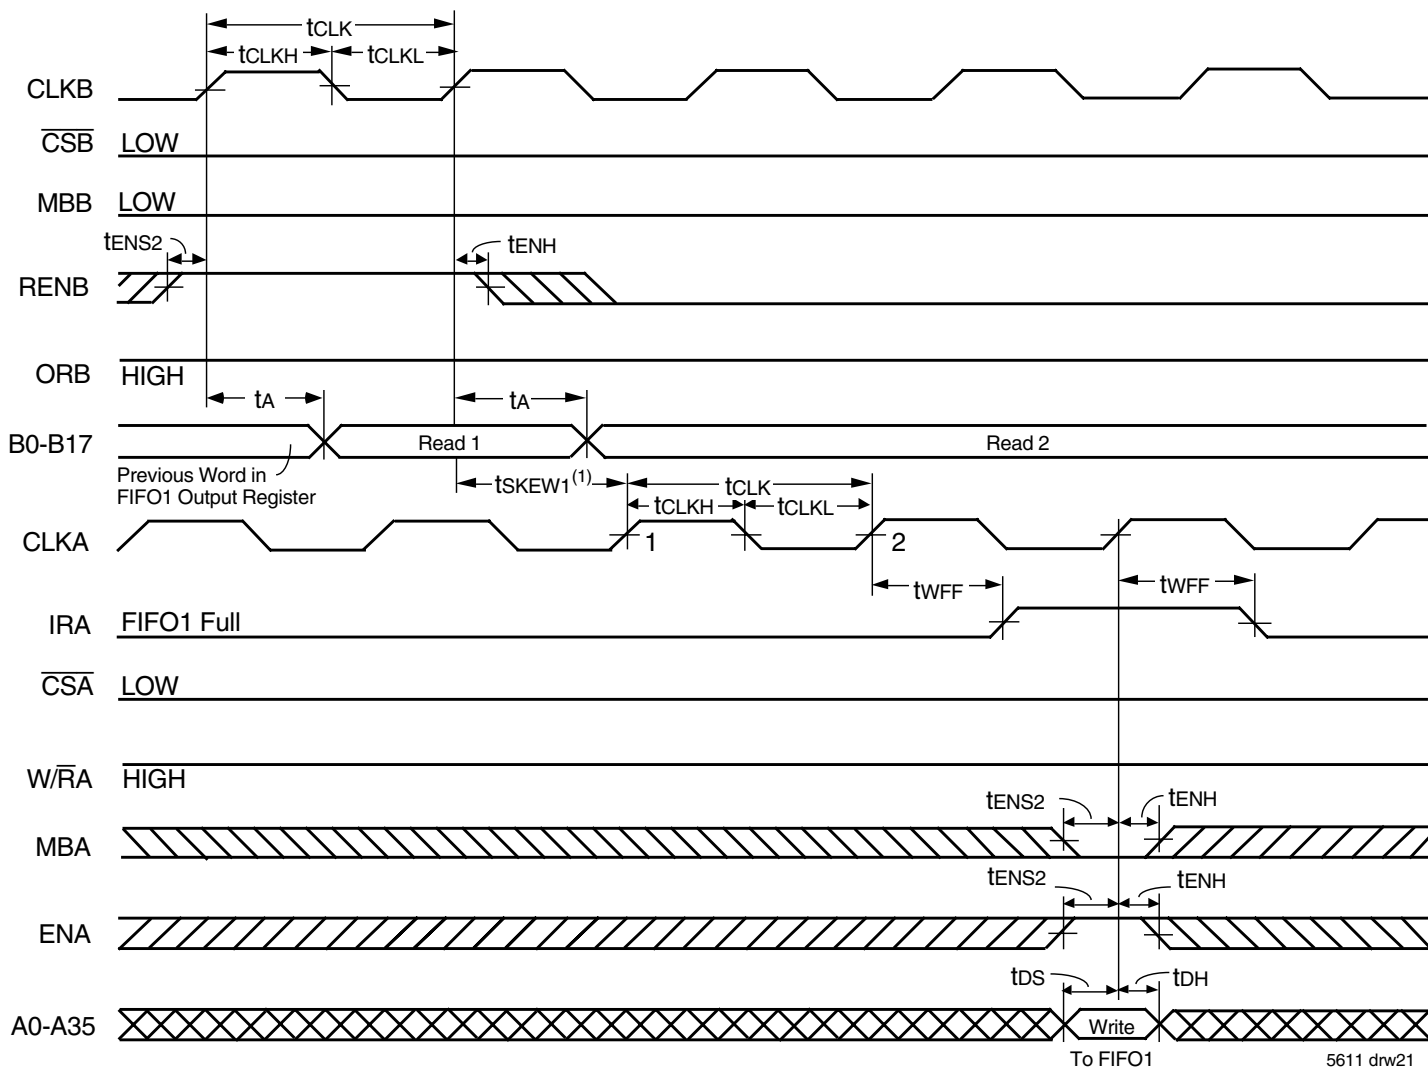 tCLK
tCLKH tCLKL
CLKB
CSB LOW
MBB LOW
tENS2 tENH
RENB
ORB HIGH
tA tA
B0-B17 Read 1 Read 2
Previous Word in
FIFO1 Output Register
tSKEW1(1) tCLK
tCLKH tCLKL
CLKA 1 2
tWFF tWFF
IRA FIFO1 Full
CSA LOW
W/RA HIGH
tENS2 tENH
MBA
tENS2 tENH
ENA
tDS tDH
A0-A35 Write
To FIFO1
5611 drw21